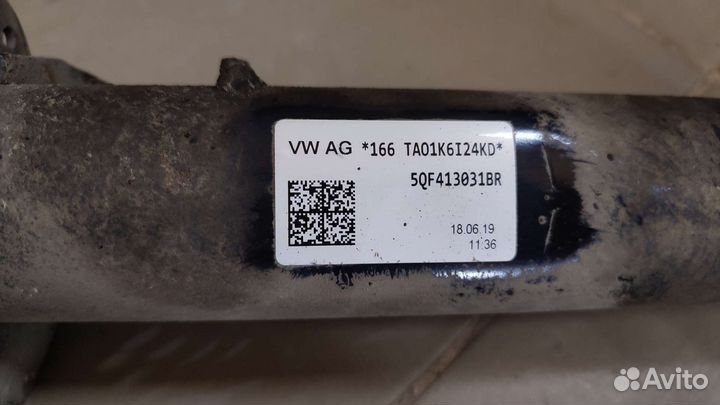 VW AG *166 TA01K6I24KD*
5QF413031BR
18.06.19
11:36
Avito